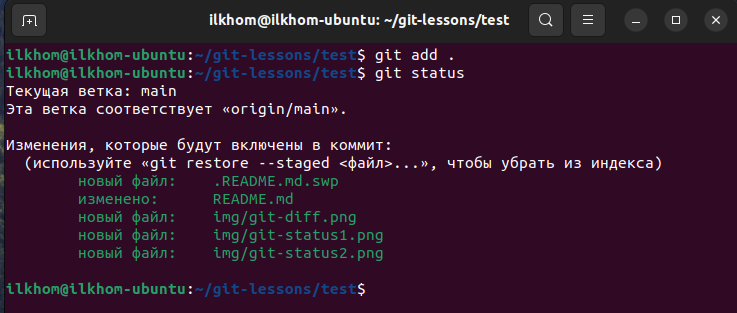 ilkhom@ilkhom-ubuntu: ~/git-lessons/test
ilkhom@ilkhom-ubuntu:~/git-lessons/test$ git add .
ilkhom@ilkhom-ubuntu:~/git-lessons/test$ git status
Текущая ветка: main
Эта ветка соответствует «origin/main».

Изменения, которые будут включены в коммит:
  (используйте «git restore --staged <файл>...», чтобы убрать из индекса)
        новый файл:    .README.md.swp
        изменено:      README.md
        новый файл:    img/git-diff.png
        новый файл:    img/git-status1.png
        новый файл:    img/git-status2.png

ilkhom@ilkhom-ubuntu:~/git-lessons/test$